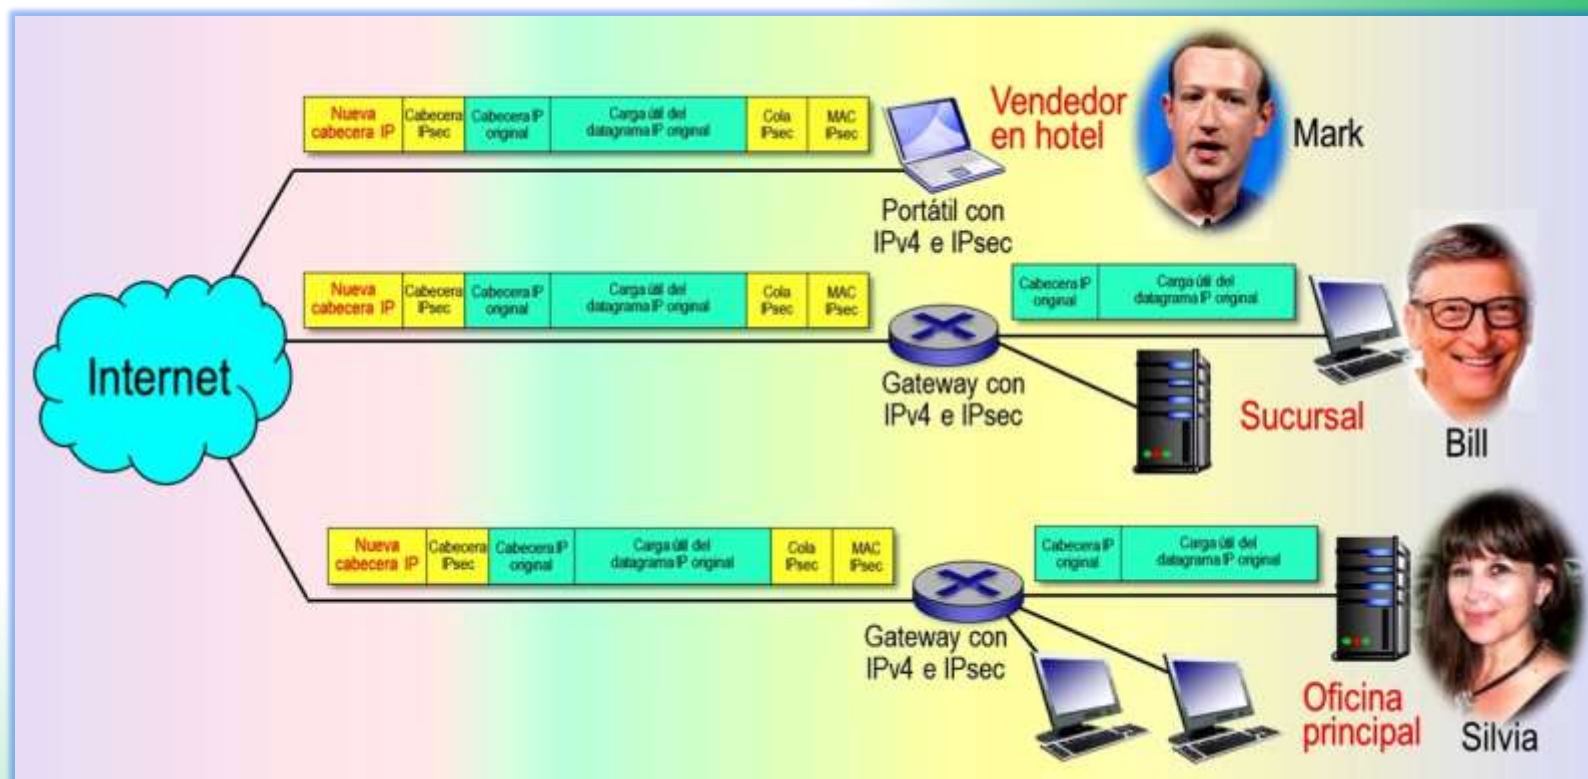 Nueva
cabecera IP
Cabecera
IPsec
Cabecera IP
original
Carga útil del
datagrama IP original
Cola
IPsec
MAC
IPsec
Vendedor
en hotel
Mark
Portátil con
IPv4 e IPsec
Nueva
cabecera IP
Cabecera
IPsec
Cabecera IP
original
Carga útil del
datagrama IP original
Cola
IPsec
MAC
IPsec
Cabecera IP
original
Carga útil del
datagrama IP original
Internet
Gateway con
IPv4 e IPsec
Sucursal
Bill
Nueva
cabecera IP
Cabecera
IPsec
Cabecera IP
original
Carga útil del
datagrama IP original
Cola
IPsec
MAC
IPsec
Cabecera IP
original
Carga útil del
datagrama IP original
Gateway con
IPv4 e IPsec
Oficina
principal
Silvia